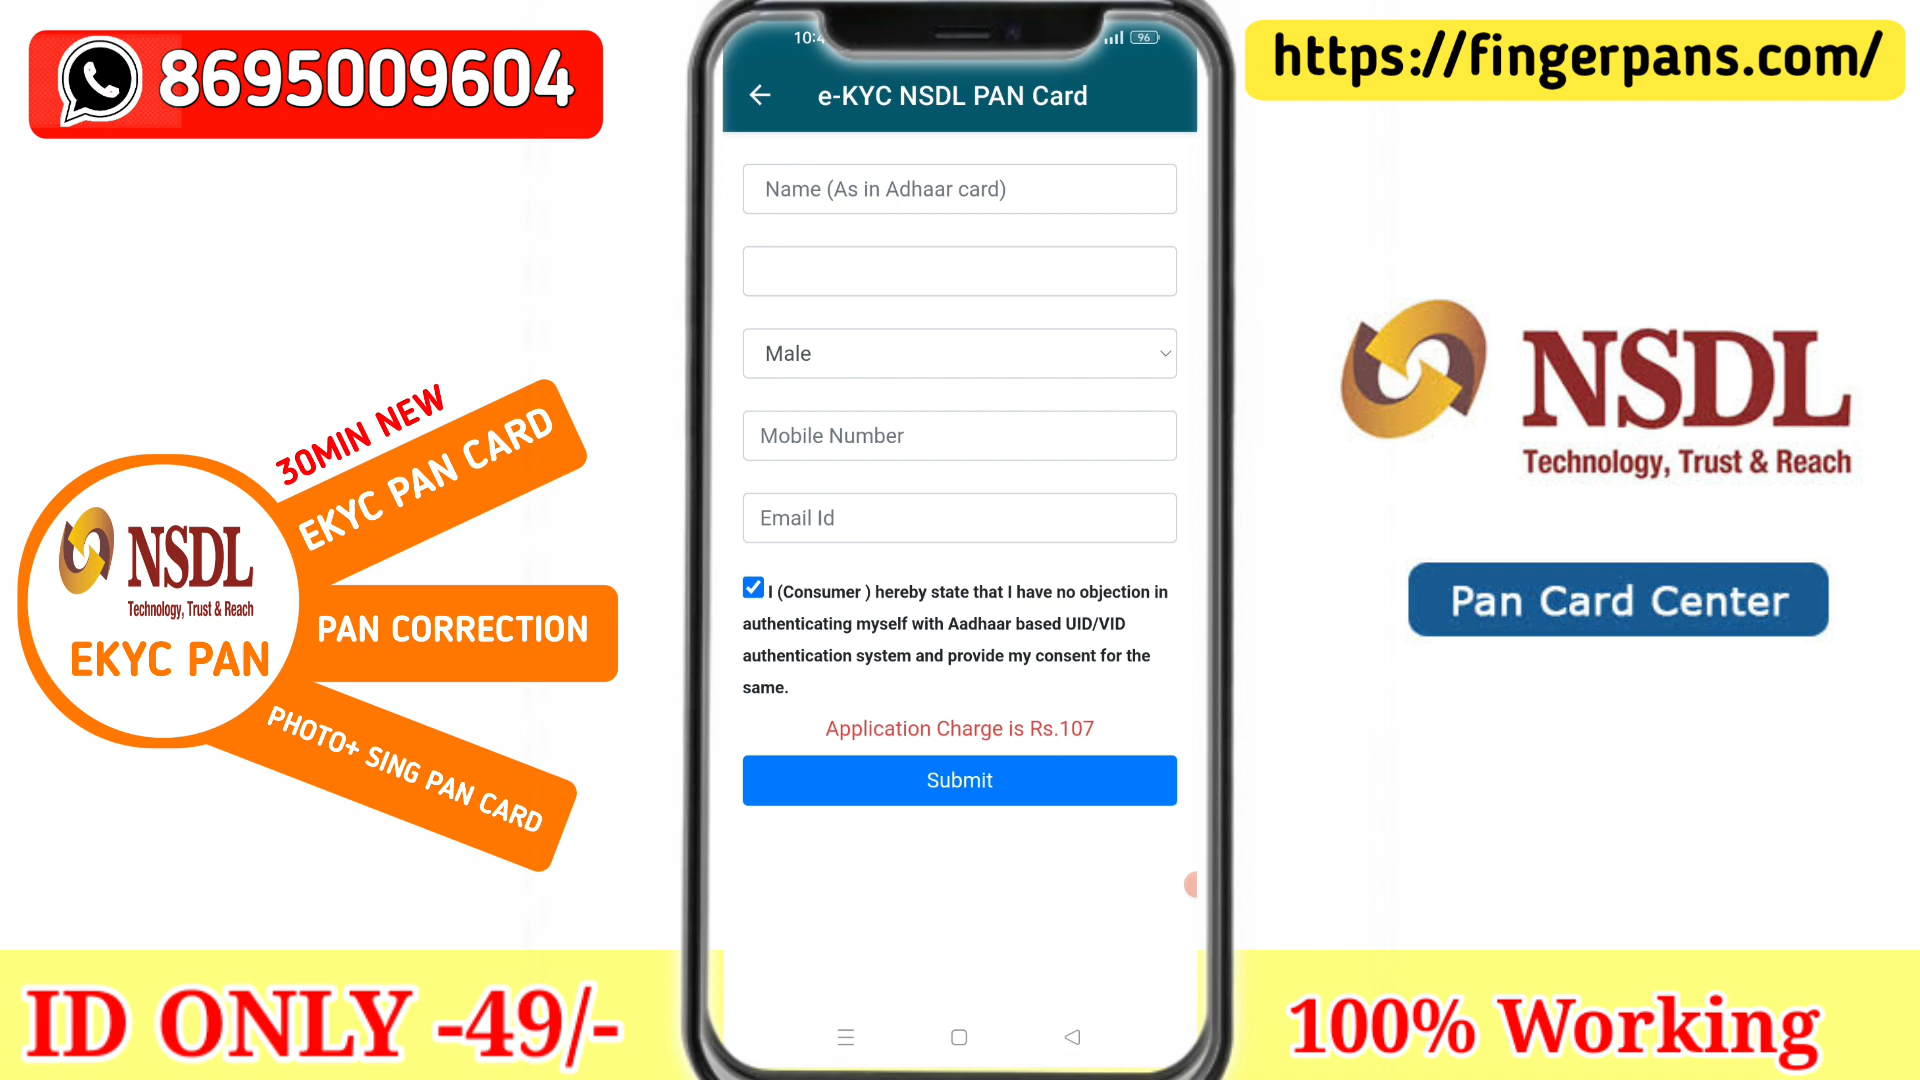 8695009604
https://fingerpans.com/
10:4
96
e-KYC NSDL PAN Card
Name (As in Adhaar card)
Male
Mobile Number
Email Id
I (Consumer ) hereby state that I have no objection in
authenticating myself with Aadhaar based UID/VID
authentication system and provide my consent for the
same.
Application Charge is Rs.107
Submit
30MIN NEW
EKYC PAN CARD
NSDL
Technology, Trust & Reach
EKYC PAN
PAN CORRECTION
PHOTO+ SING PAN CARD
NSDL
Technology, Trust & Reach
Pan Card Center
ID ONLY -49/-
100% Working